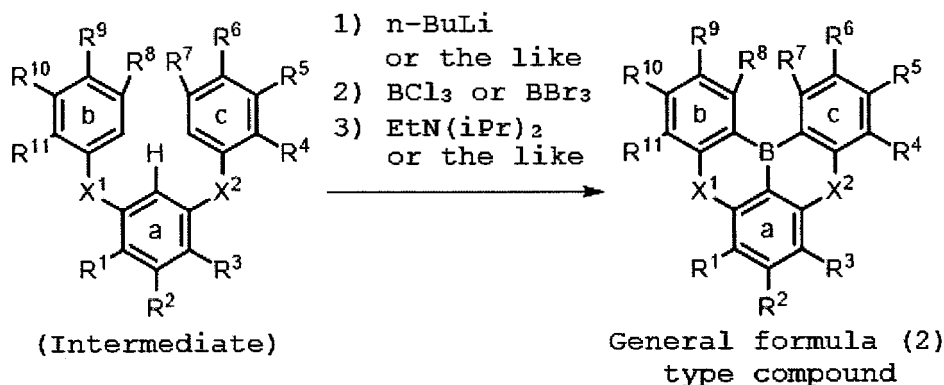 R⁹ R⁶
R¹⁰ R⁸ R⁷ R⁵
b c
R¹¹ H R⁴
X¹ X²
a
R¹ R³
R²
(Intermediate)
1) n-BuLi
or the like
2) BCl₃ or BBr₃
3) EtN(iPr)₂
or the like
R⁹ R⁶
R¹⁰ R⁸ R⁷ R⁵
b c
R¹¹ B R⁴
X¹ X²
a
R¹ R³
R²
General formula (2)
type compound